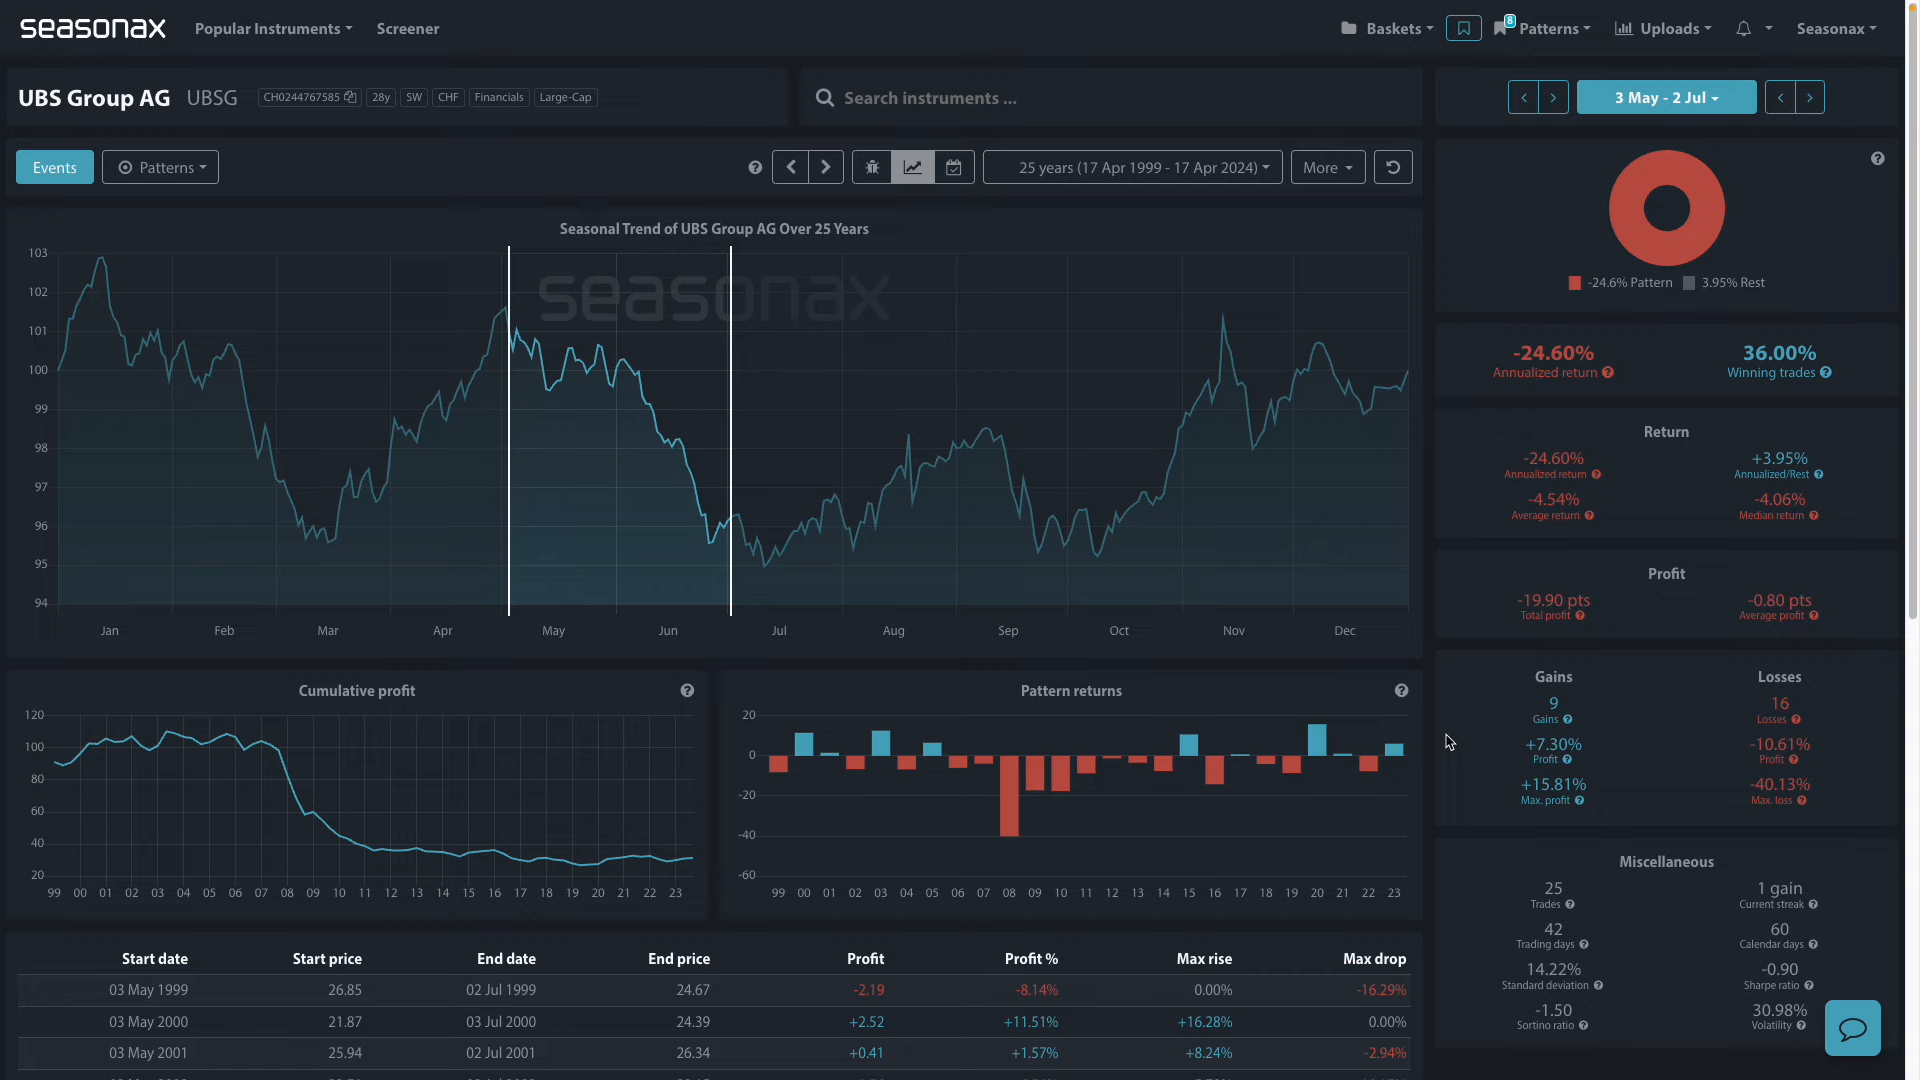 seasonax Popular Instruments Screener Baskets 8 Patterns Uploads Seasonax
UBS Group AG UBSG CH0244767585 28y SW CHF Financials Large-Cap Search instruments ... 3 May - 2 Jul
Events Patterns 25 years (17 Apr 1999 - 17 Apr 2024) More
Seasonal Trend of UBS Group AG Over 25 Years
seasonax
103
102
101
100
99
98
97
96
95
94
Jan Feb Mar Apr May Jun Jul Aug Sep Oct Nov Dec
-24.6% Pattern 3.95% Rest
-24.60% 36.00%
Annualized return Winning trades
Return
-24.60% +3.95%
Annualized return Annualized/Rest
-4.54% -4.06%
Average return Median return
Profit
-19.90 pts -0.80 pts
Total profit Average profit
Gains Losses
9 16
Gains Losses
+7.30% -10.61%
Profit Profit
+15.81% -40.13%
Max. profit Max. loss
Miscellaneous
25 1 gain
Trades Current streak
42 60
Trading days Calendar days
14.22% -0.90
Standard deviation Sharpe ratio
-1.50 30.98%
Sortino ratio Volatility
Cumulative profit
120
100
80
60
40
20
99 00 01 02 03 04 05 06 07 08 09 10 11 12 13 14 15 16 17 18 19 20 21 22 23
Pattern returns
20
0
-20
-40
-60
99 00 01 02 03 04 05 06 07 08 09 10 11 12 13 14 15 16 17 18 19 20 21 22 23
Start date Start price End date End price Profit Profit % Max rise Max drop
03 May 1999 26.85 02 Jul 1999 24.67 -2.19 -8.14% 0.00% -16.29%
03 May 2000 21.87 03 Jul 2000 24.39 +2.52 +11.51% +16.28% 0.00%
03 May 2001 25.94 02 Jul 2001 26.34 +0.41 +1.57% +8.24% -2.94%